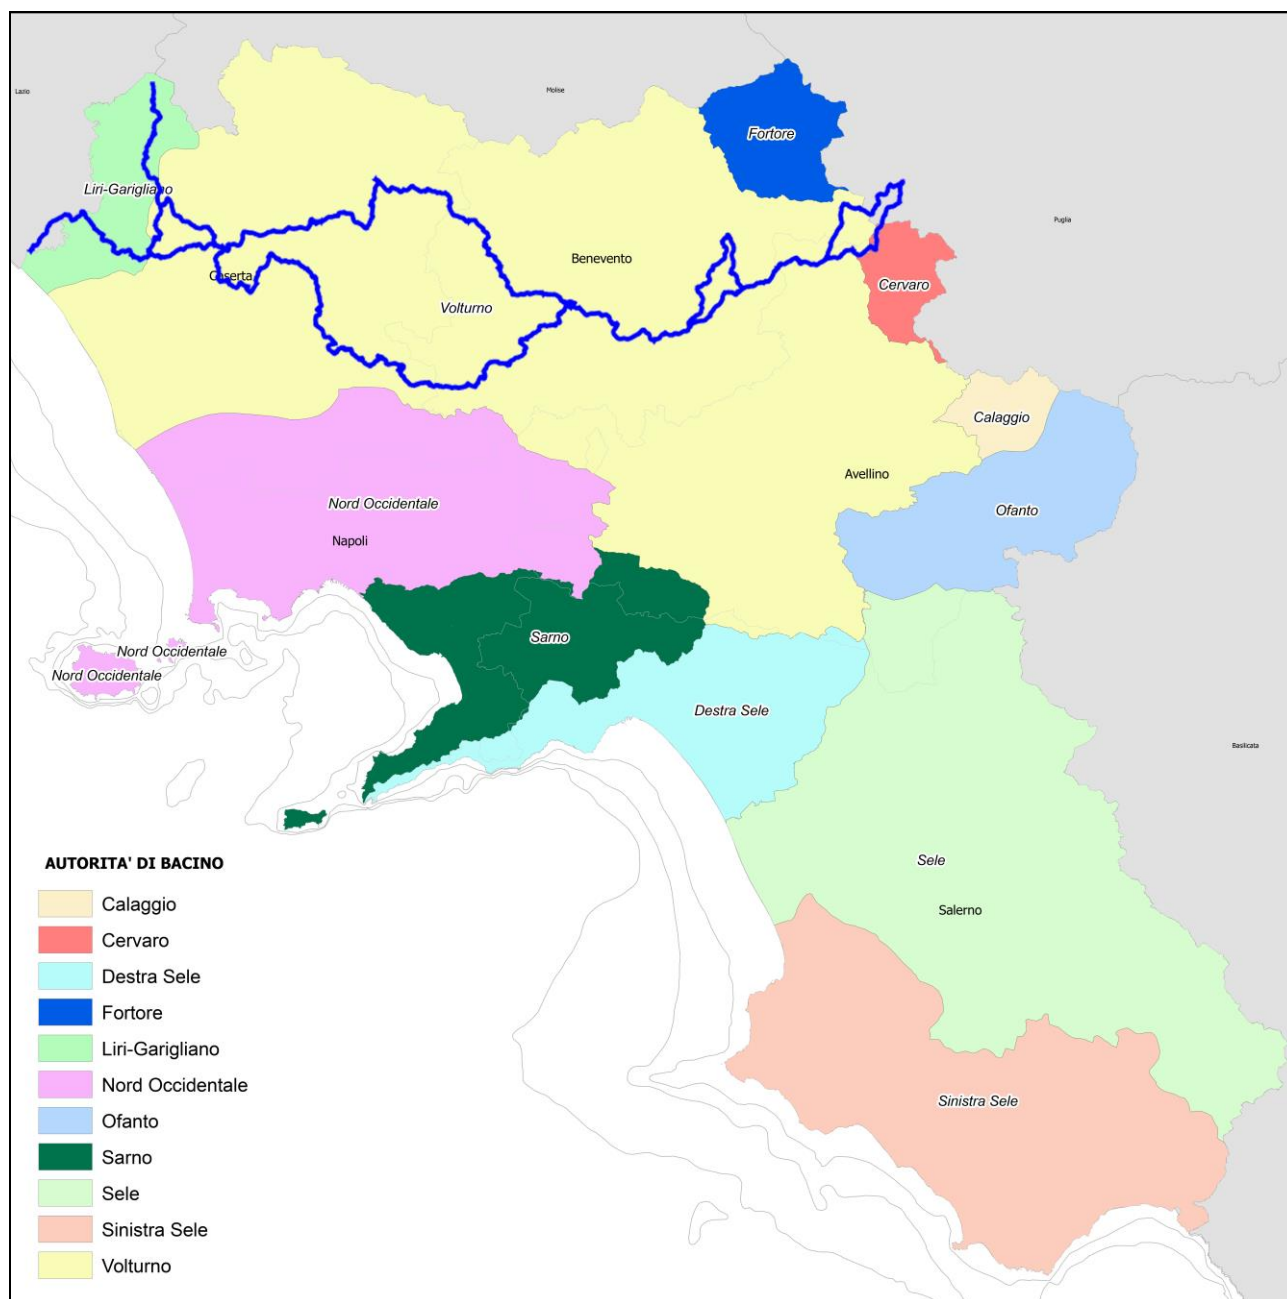 Lazio
Molise
Fortore
Liri-Garigliano
Puglia
Benevento
Caserta
Cervaro
Volturno
Calaggio
Avellino
Nord Occidentale
Ofanto
Napoli
Sarno
Nord Occidentale
Nord Occidentale
Destra Sele
Basilicata
Sele
Salerno
Sinistra Sele
AUTORITA' DI BACINO
Calaggio
Cervaro
Destra Sele
Fortore
Liri-Garigliano
Nord Occidentale
Ofanto
Sarno
Sele
Sinistra Sele
Volturno